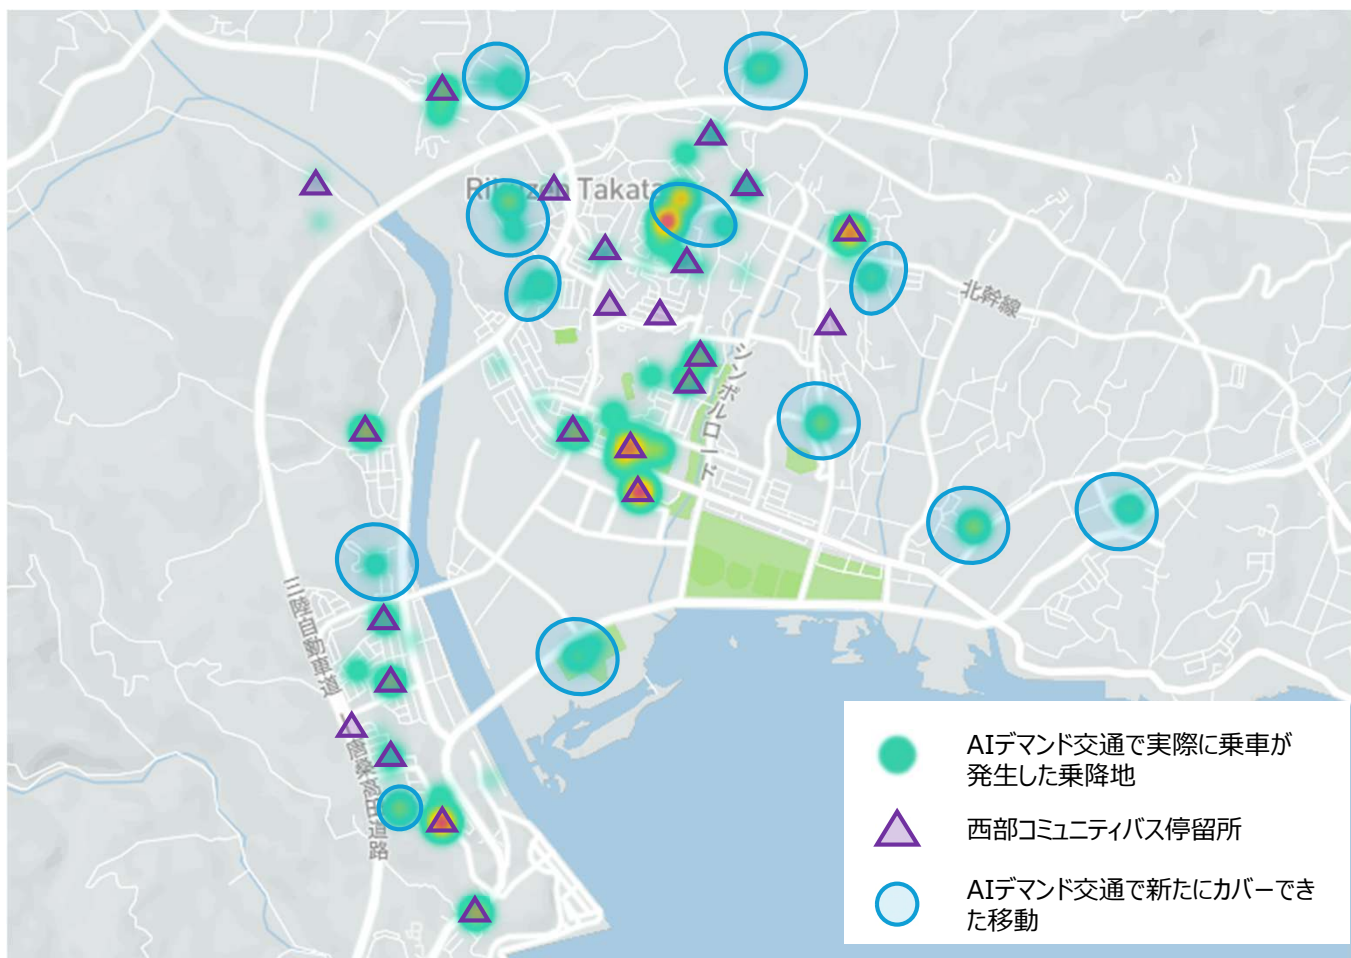 Rikuzen Takata
北幹線
シンボルロード
三陸自動車道
道路
AIデマンド交通で実際に乗車が
発生した乗降地
西部コミュニティバス停留所
AIデマンド交通で新たにカバーでき
た移動